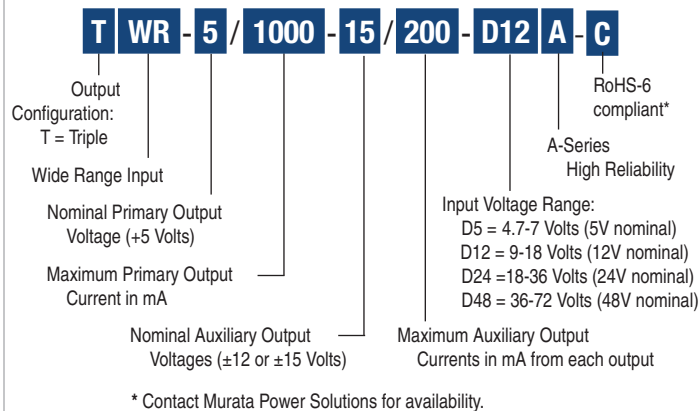 T WR - 5 / 1000 - 15 / 200 - D12 A - C
Output
Configuration:
T = Triple
Wide Range Input
Nominal Primary Output
Voltage (+5 Volts)
Maximum Primary Output
Current in mA
Nominal Auxiliary Output
Voltages (±12 or ±15 Volts)
Maximum Auxiliary Output
Currents in mA from each output
Input Voltage Range:
D5 = 4.7-7 Volts (5V nominal)
D12 = 9-18 Volts (12V nominal)
D24 =18-36 Volts (24V nominal)
D48 = 36-72 Volts (48V nominal)
A-Series
High Reliability
RoHS-6
compliant*
* Contact Murata Power Solutions for availability.